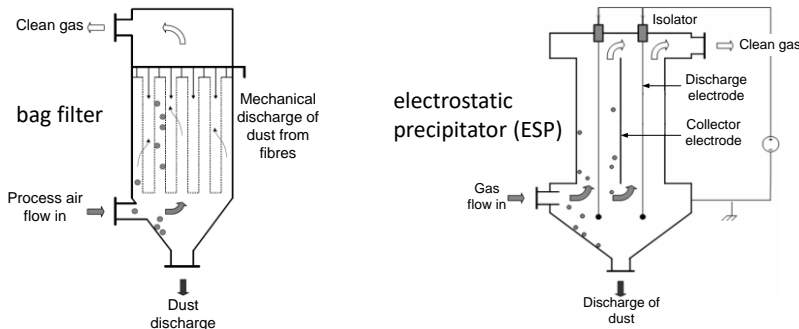 Clean gas
bag filter
Mechanical
discharge of
dust from
fibres
Process air
flow in
Dust
discharge
Isolator
Clean gas
electrostatic
precipitator (ESP)
Discharge
electrode
Collector
electrode
Gas
flow in
Discharge of
dust